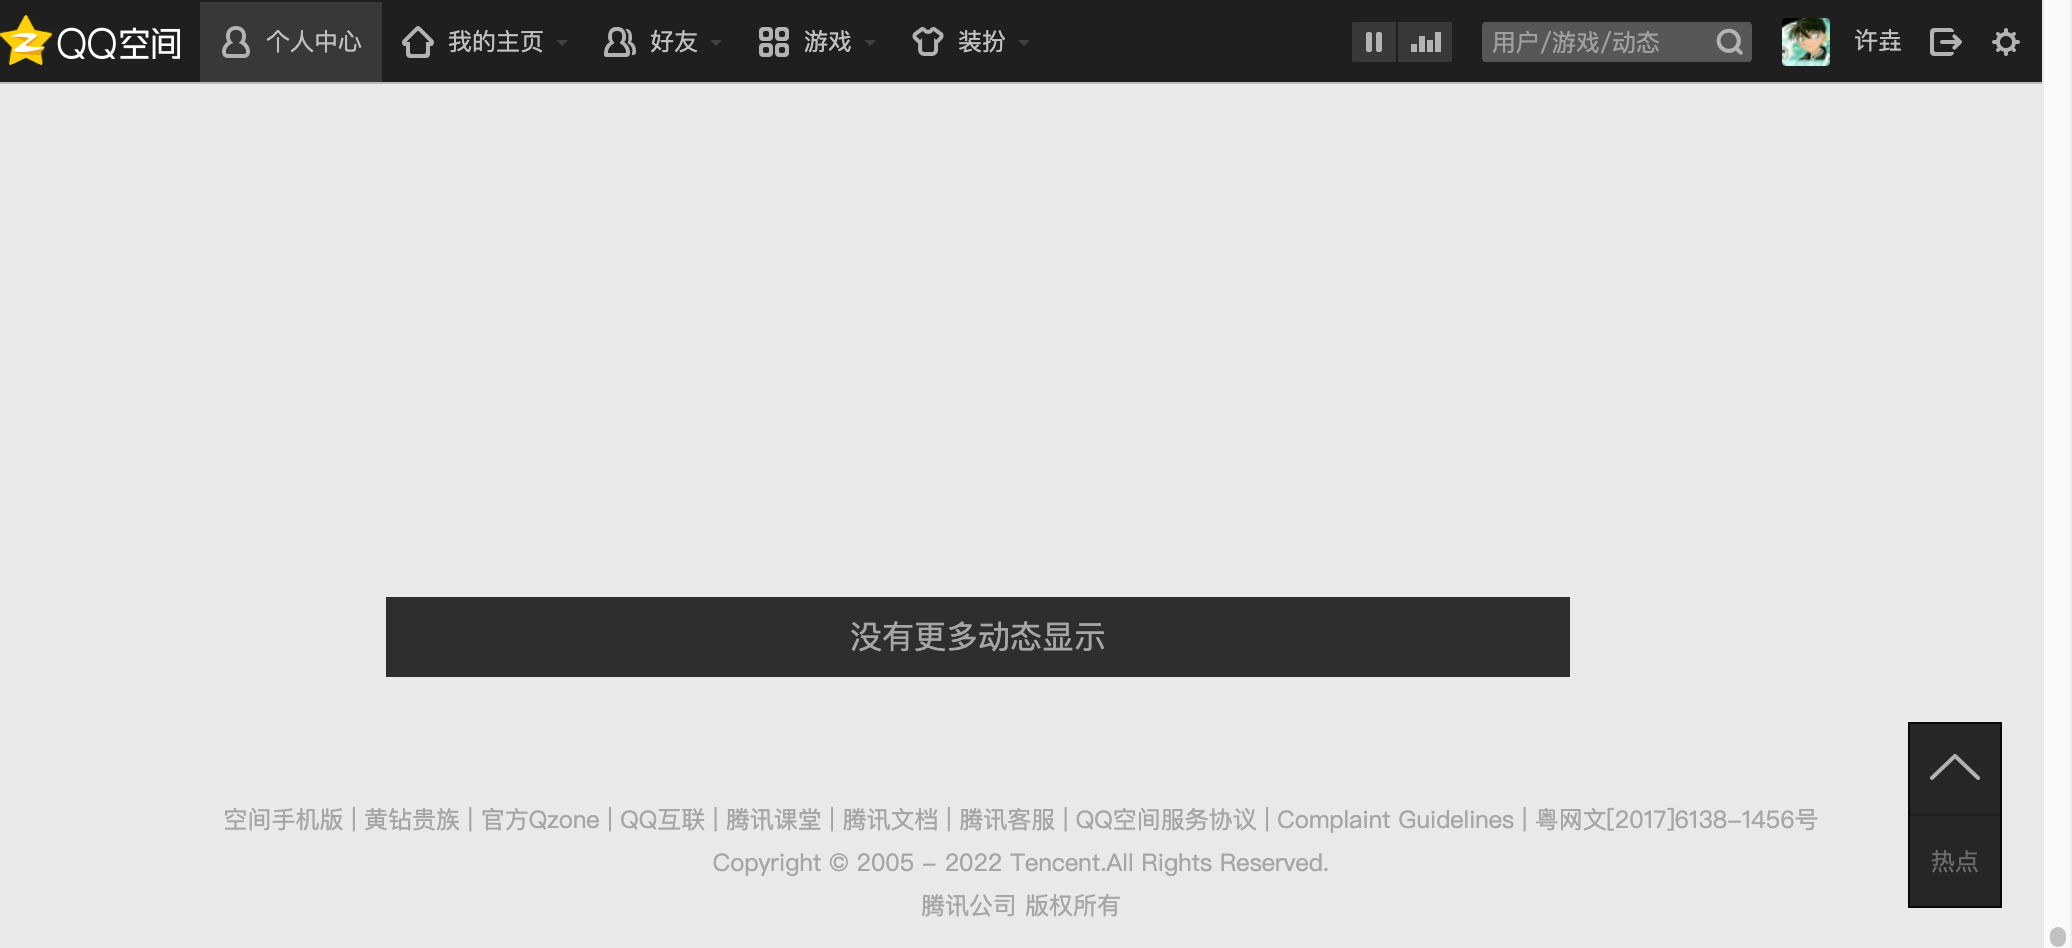 QQ空间 个人中心 我的主页 好友 游戏 装扮 用户/游戏/动态 许垚
没有更多动态显示
空间手机版 | 黄钻贵族 | 官方Qzone | QQ互联 | 腾讯课堂 | 腾讯文档 | 腾讯客服 | QQ空间服务协议 | Complaint Guidelines | 粤网文[2017]6138-1456号
Copyright © 2005 - 2022 Tencent.All Rights Reserved.
热点
腾讯公司 版权所有